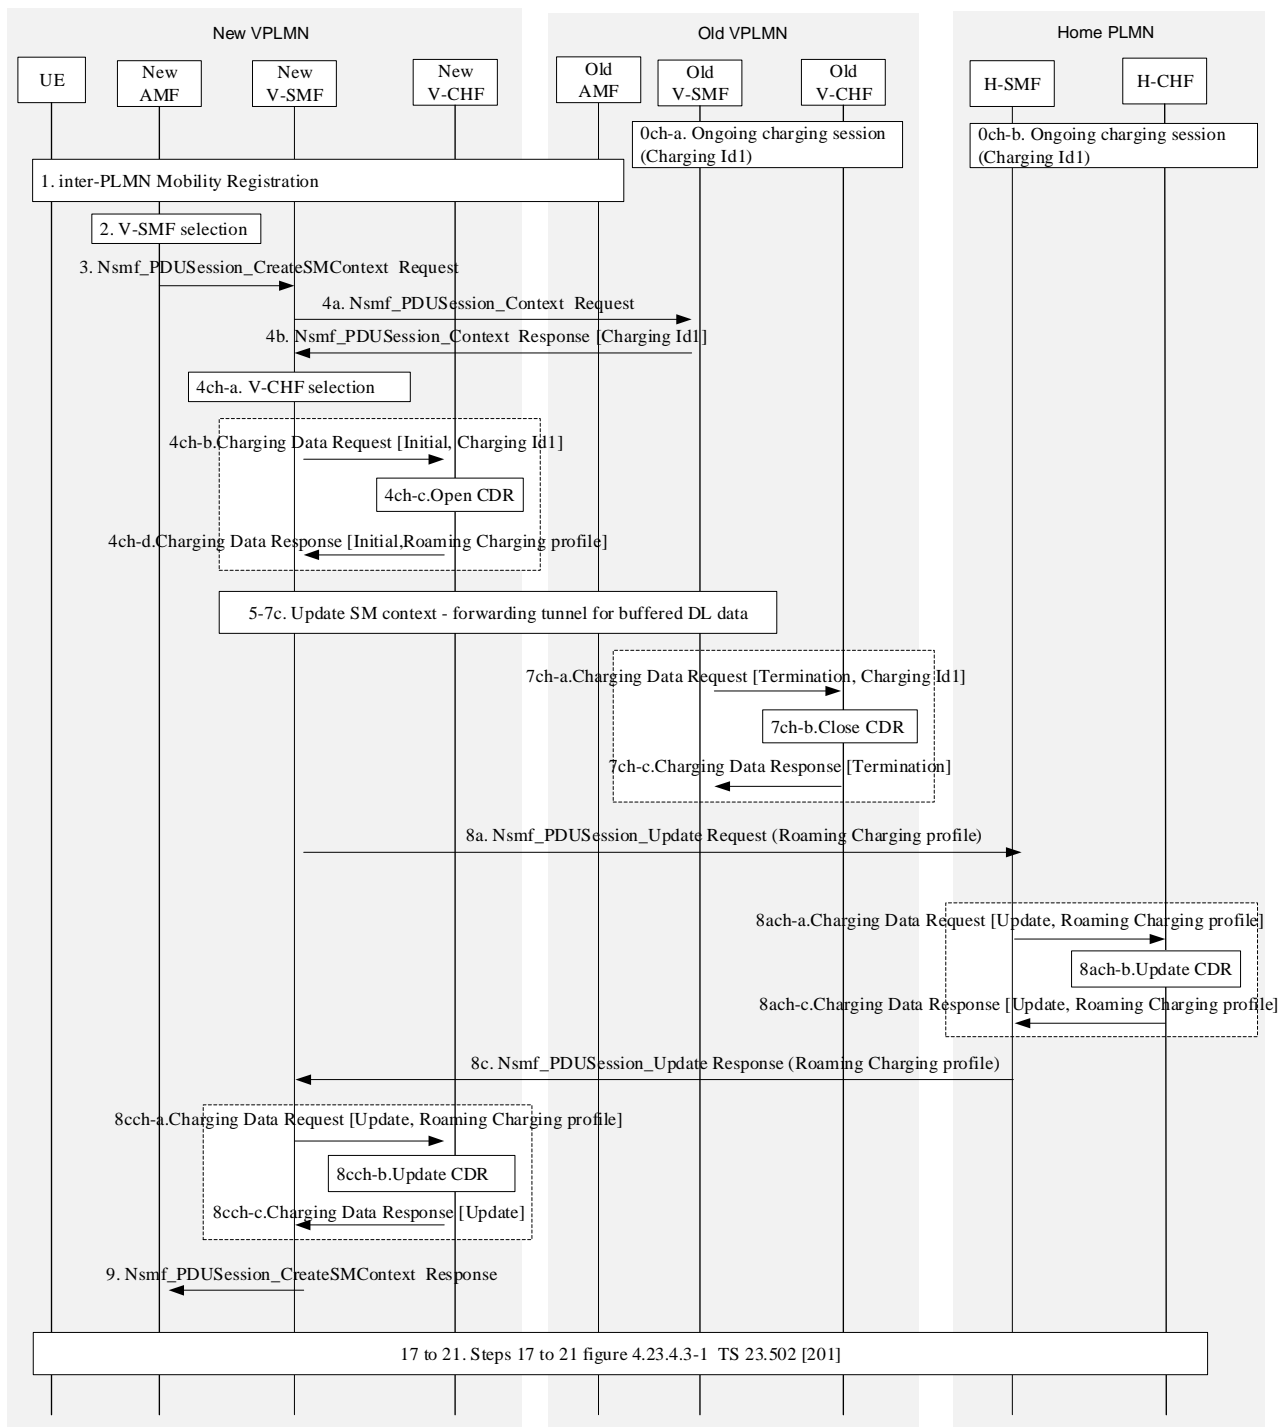 New VPLMN
Old VPLMN
Home PLMN
UE
New
AMF
New
V-SMF
New
V-CHF
Old
AMF
Old
V-SMF
Old
V-CHF
H-SMF
H-CHF
0ch-a. Ongoing charging session
(Charging Id1)
0ch-b. Ongoing charging session
(Charging Id1)
1. inter-PLMN Mobility Registration
2. V-SMF selection
3. Nsmf_PDUSession_CreateSMContext Request
4a. Nsmf_PDUSession_Context Request
4b. Nsmf_PDUSession_Context Response [Charging Id1]
4ch-a. V-CHF selection
4ch-b.Charging Data Request [Initial, Charging Id1]
4ch-c.Open CDR
4ch-d.Charging Data Response [Initial,Roaming Charging profile]
5-7c. Update SM context - forwarding tunnel for buffered DL data
7ch-a.Charging Data Request [Termination, Charging Id1]
7ch-b.Close CDR
7ch-c.Charging Data Response [Termination]
8a. Nsmf_PDUSession_Update Request (Roaming Charging profile)
8ach-a.Charging Data Request [Update, Roaming Charging profile]
8ach-b.Update CDR
8ach-c.Charging Data Response [Update, Roaming Charging profile]
8c. Nsmf_PDUSession_Update Response (Roaming Charging profile)
8cch-a.Charging Data Request [Update, Roaming Charging profile]
8cch-b.Update CDR
8cch-c.Charging Data Response [Update]
9. Nsmf_PDUSession_CreateSMContext Response
17 to 21. Steps 17 to 21 figure 4.23.4.3-1 TS 23.502 [201]